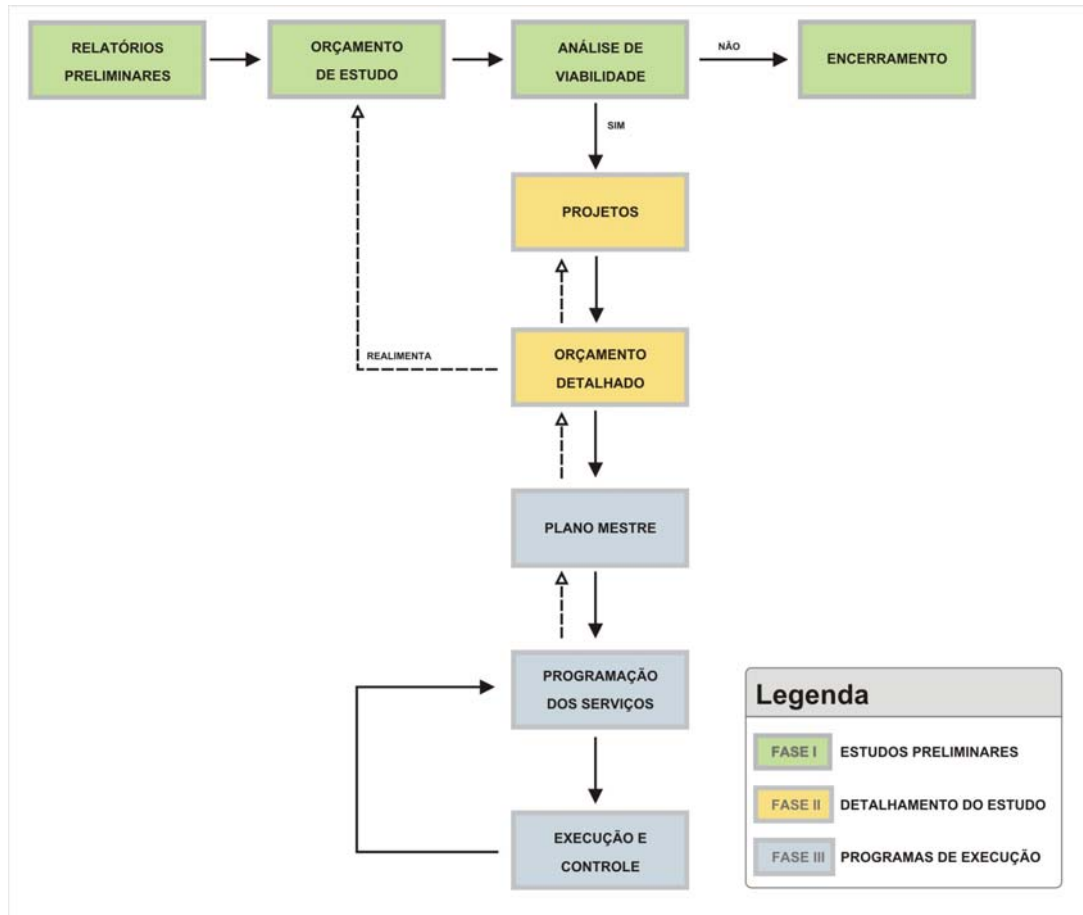 RELATÓRIOS
PRELIMINARES
ORÇAMENTO
DE ESTUDO
ANÁLISE DE
VIABILIDADE
NÃO
ENCERRAMENTO
SIM
PROJETOS
REALIMENTA
ORÇAMENTO
DETALHADO
PLANO MESTRE
PROGRAMAÇÃO
DOS SERVIÇOS
EXECUÇÃO E
CONTROLE
Legenda
FASE I ESTUDOS PRELIMINARES
FASE II DETALHAMENTO DO ESTUDO
FASE III PROGRAMAS DE EXECUÇÃO